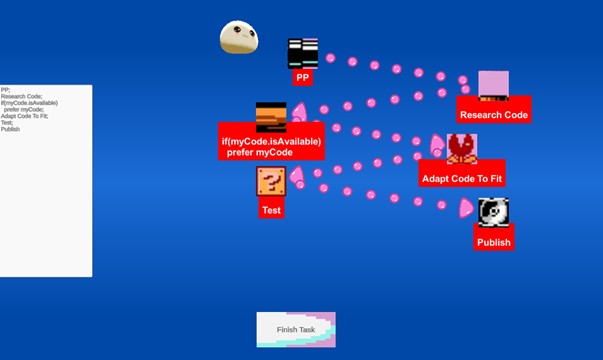 PP;
Research Code;
if(myCode.isAvailable)
prefer myCode;
Adapt Code To Fit;
Test;
Publish
PP
Research Code
if(myCode.isAvailable)
prefer myCode
Adapt Code To Fit
Test
Publish
Finish Task